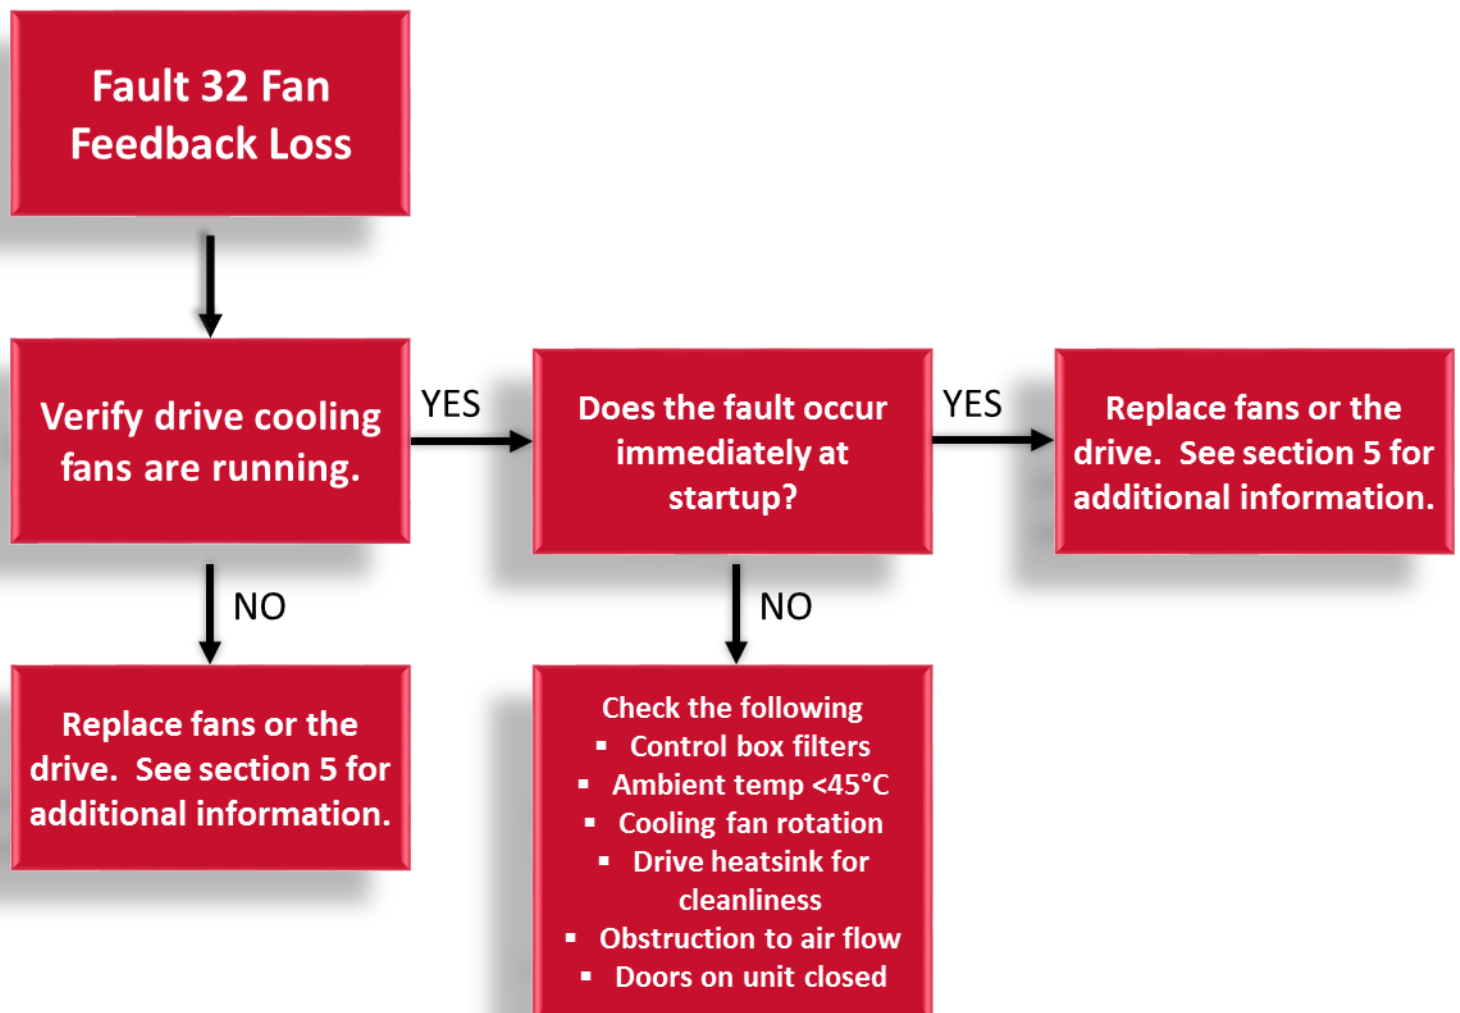 Fault 32 Fan
Feedback Loss
Verify drive cooling
fans are running.
YES
Does the fault occur
immediately at
startup?
YES
Replace fans or the
drive.  See section 5 for
additional information.
NO
Replace fans or the
drive.  See section 5 for
additional information.
NO
Check the following
▪ Control box filters
▪ Ambient temp <45°C
▪ Cooling fan rotation
▪ Drive heatsink for
cleanliness
▪ Obstruction to air flow
▪ Doors on unit closed